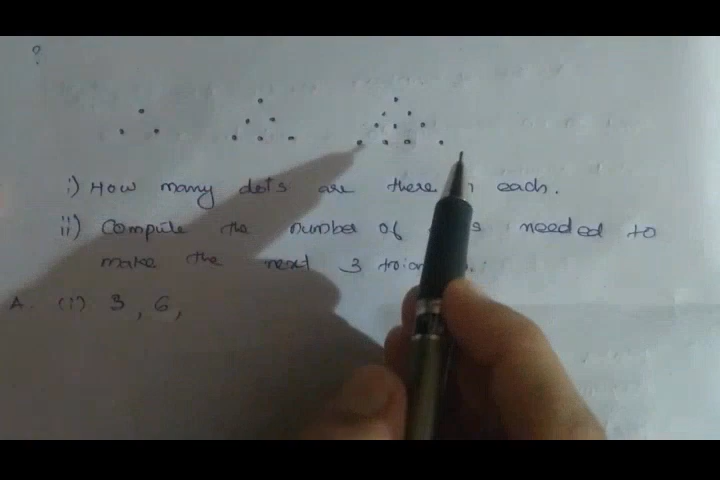 ?
i) How many dots are there in each.
ii) Compute the number of needed to
make the next 3
A. (i) 3, 6,